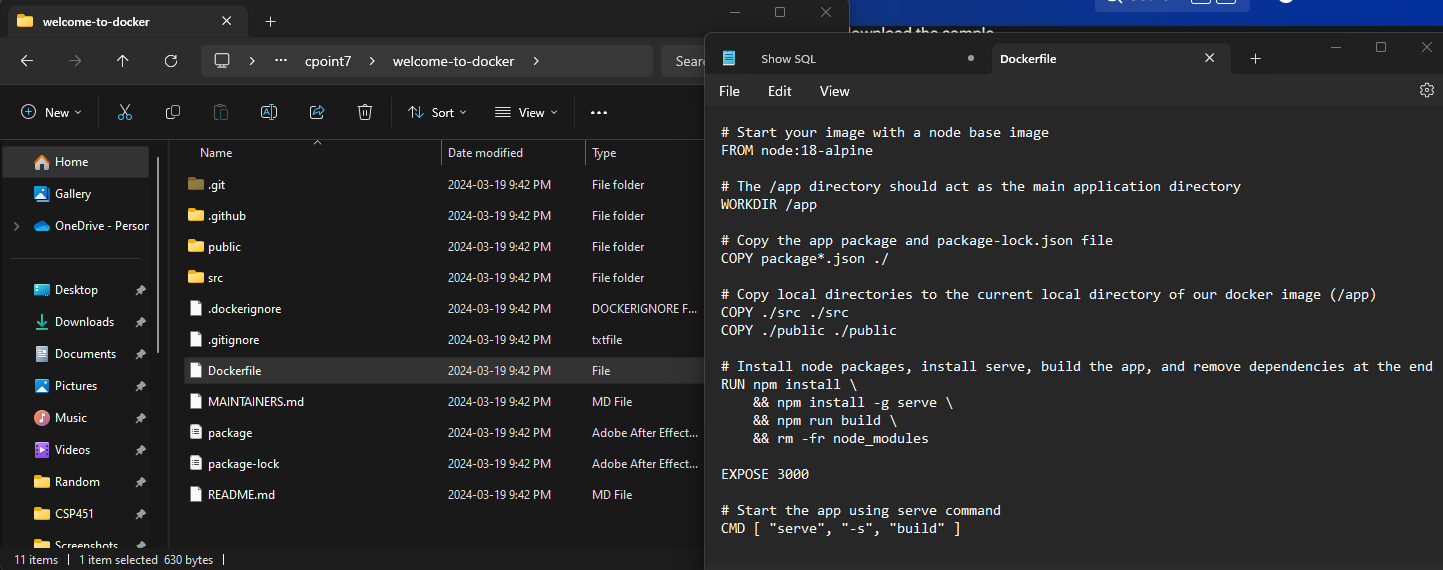 welcome-to-docker
cpoint7
welcome-to-docker
New
Sort
View
Name
Date modified
Type
Home
Gallery
OneDrive - Person
Desktop
Downloads
Documents
Pictures
Music
Videos
Random
CSP451
Screenshots
.git 2024-03-19 9:42 PM File folder
.github 2024-03-19 9:42 PM File folder
public 2024-03-19 9:42 PM File folder
src 2024-03-19 9:42 PM File folder
.dockerignore 2024-03-19 9:42 PM DOCKERIGNORE F...
.gitignore 2024-03-19 9:42 PM txtfile
Dockerfile 2024-03-19 9:42 PM File
MAINTAINERS.md 2024-03-19 9:42 PM MD File
package 2024-03-19 9:42 PM Adobe After Effect...
package-lock 2024-03-19 9:42 PM Adobe After Effect...
README.md 2024-03-19 9:42 PM MD File
11 items 1 item selected 630 bytes
the sample
Show SQL
Dockerfile
File Edit View
# Start your image with a node base image
FROM node:18-alpine
# The /app directory should act as the main application directory
WORKDIR /app
# Copy the app package and package-lock.json file
COPY package*.json ./
# Copy local directories to the current local directory of our docker image (/app)
COPY ./src ./src
COPY ./public ./public
# Install node packages, install serve, build the app, and remove dependencies at the end
RUN npm install \
&& npm install -g serve \
&& npm run build \
&& rm -fr node_modules
EXPOSE 3000
# Start the app using serve command
CMD [ "serve", "-s", "build" ]